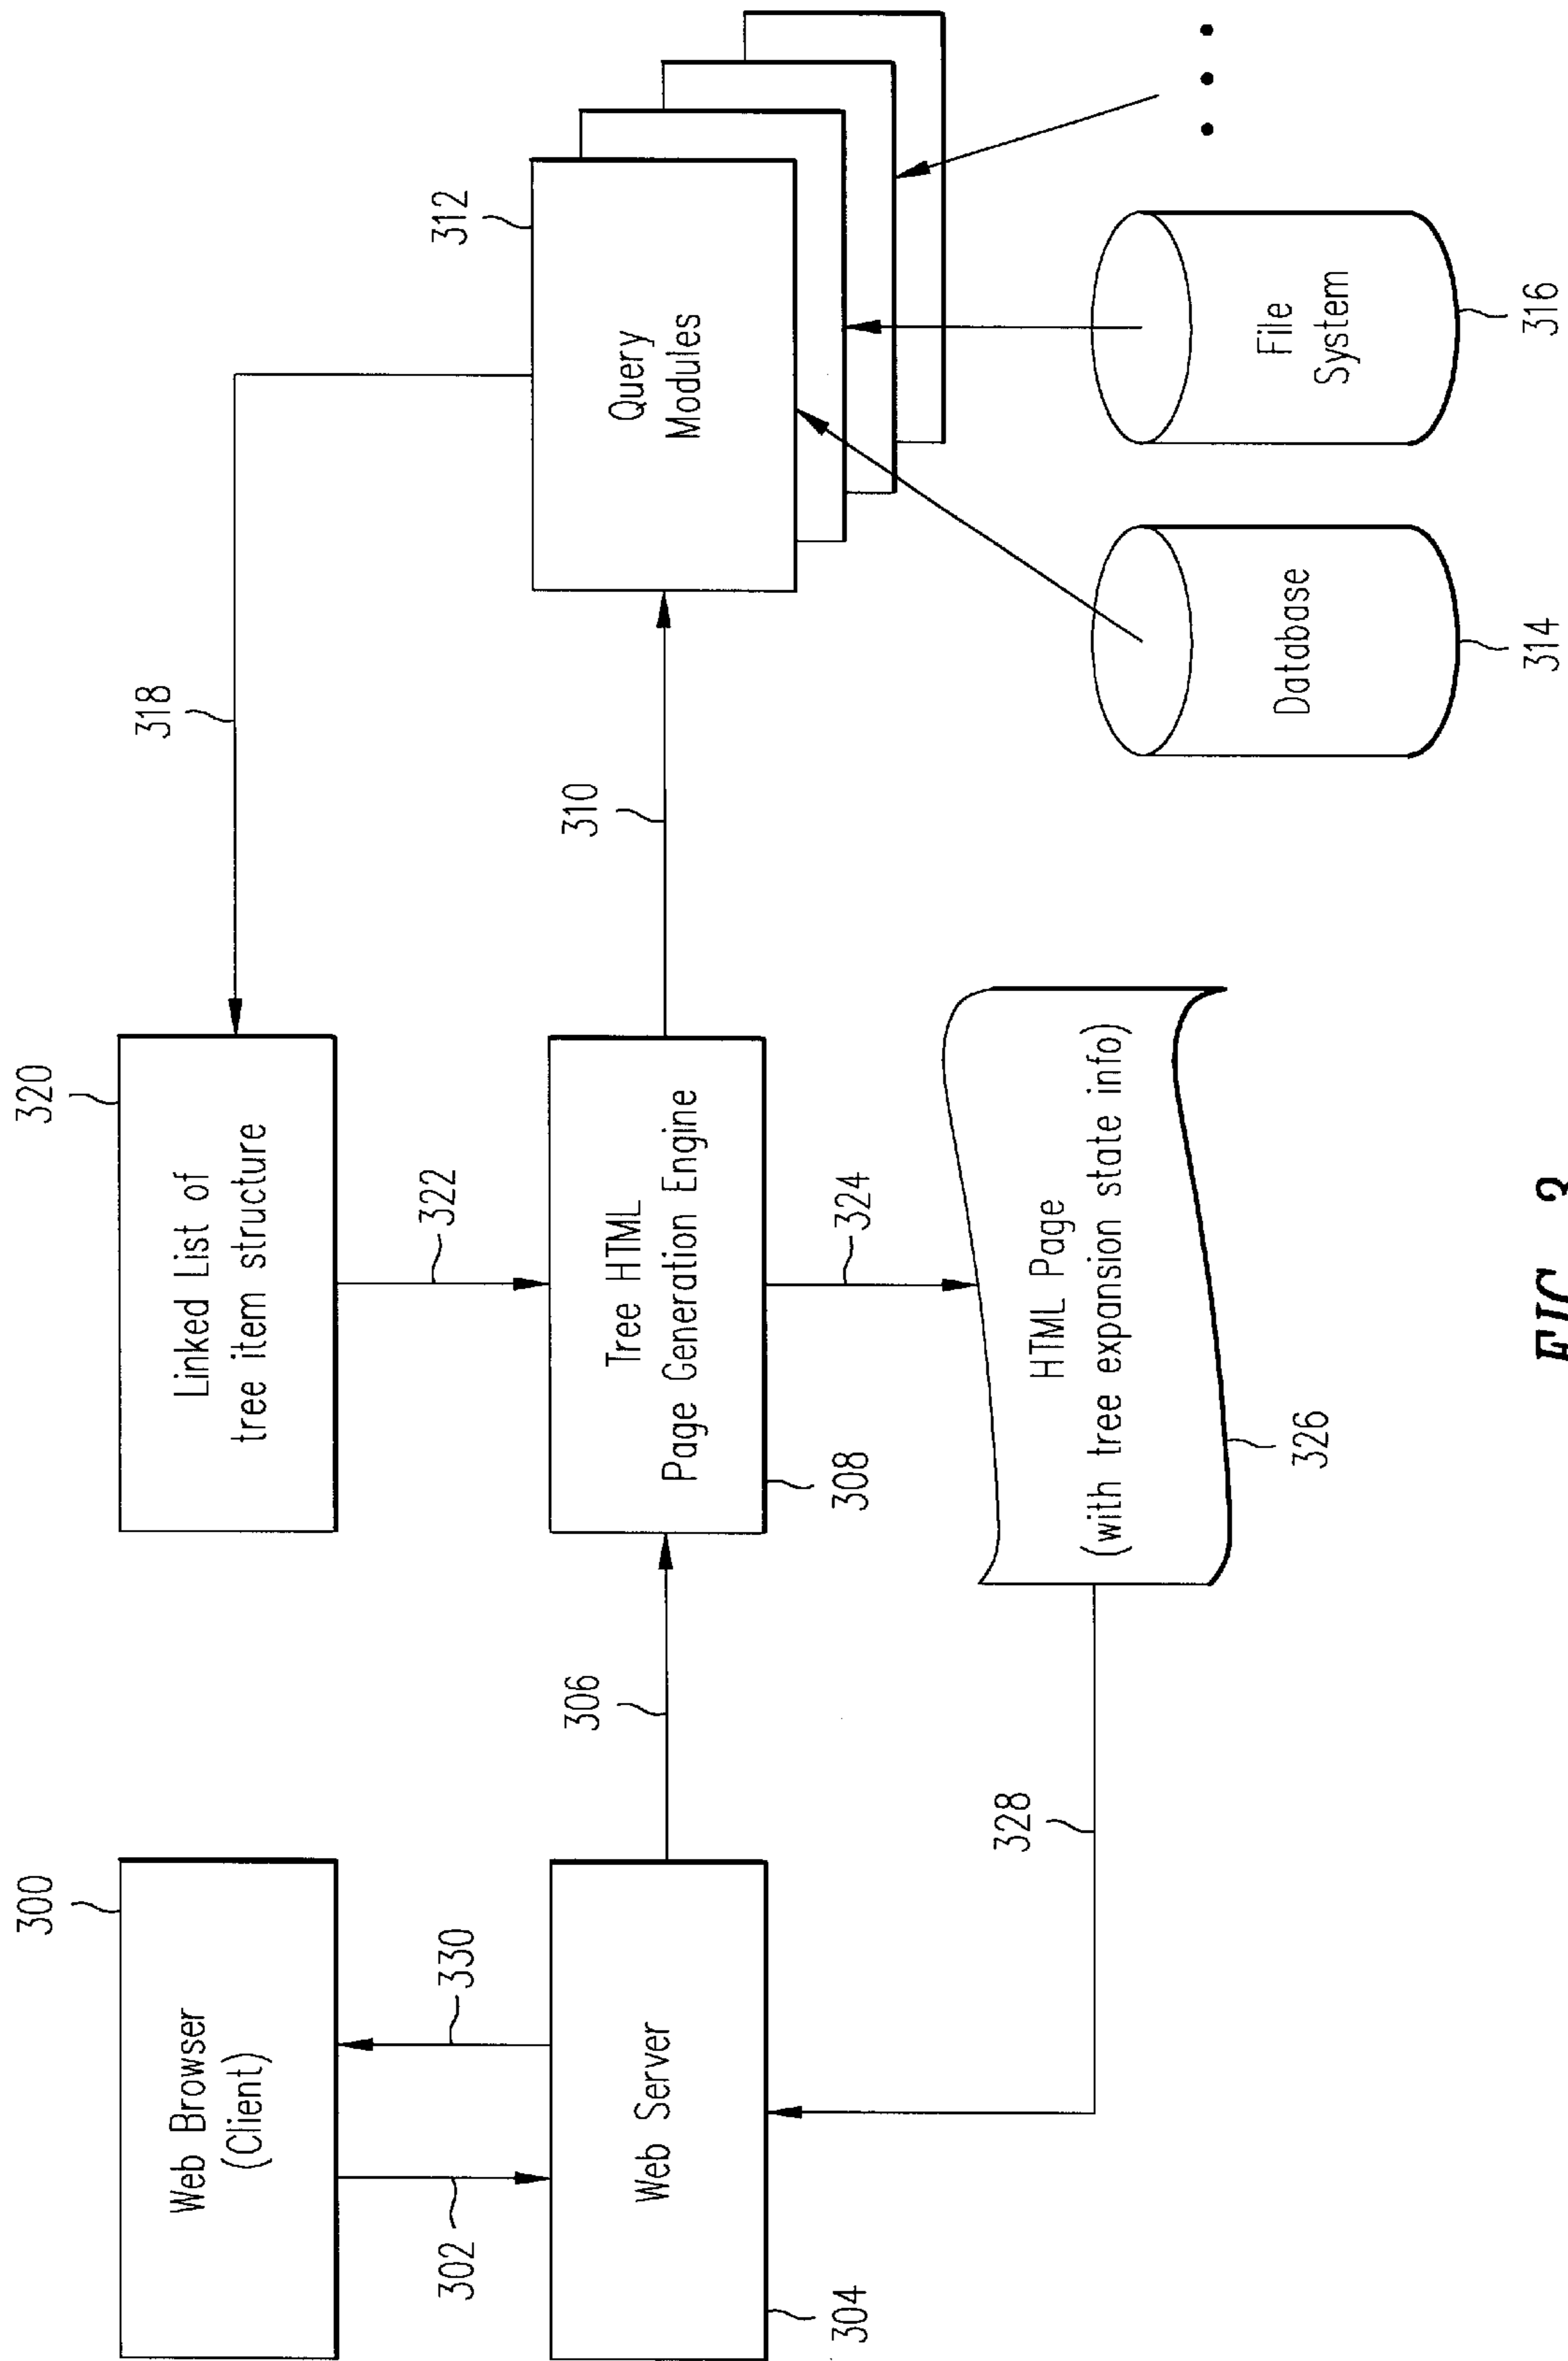 300
Web Browser
(Client)
302
330
Web Server
304
306
320
Linked List of
tree item structure
322
Tree HTML
Page Generation Engine
308
324
HTML Page
(with tree expansion state info)
326
328
318
310
312
Query
Modules
Database
314
File
System
316
FIG. 3